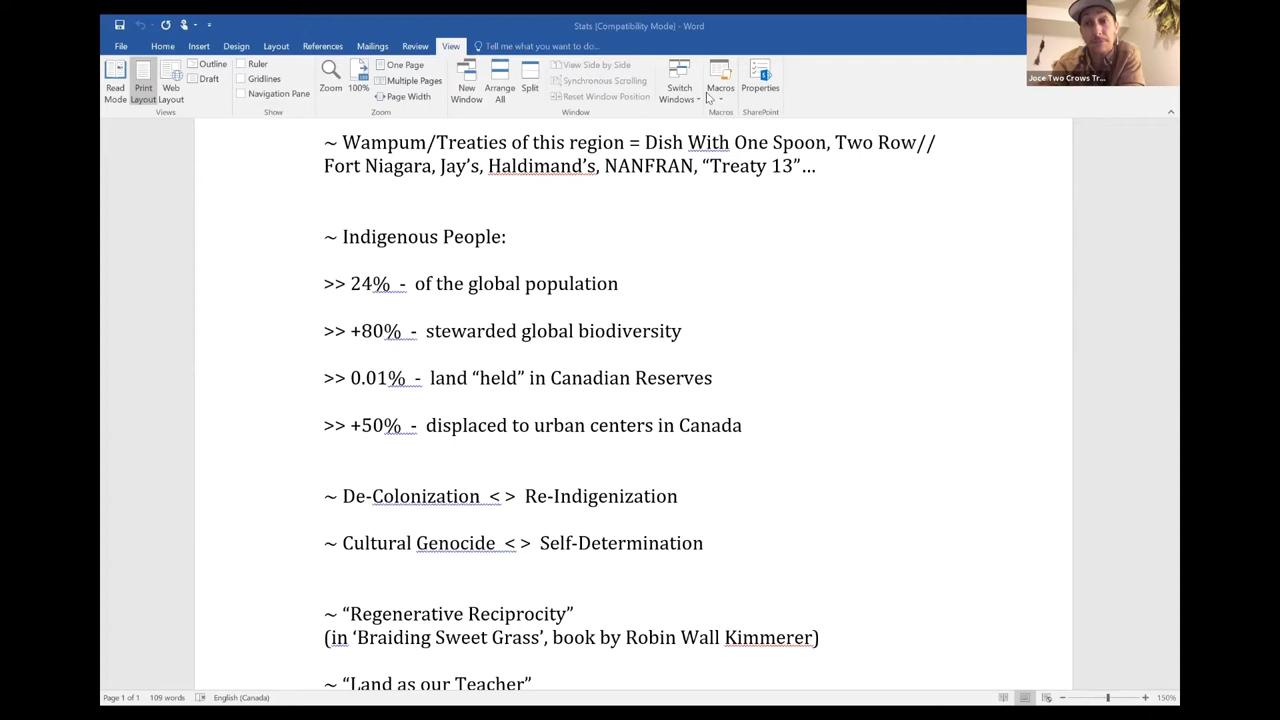 Stats [Compatibility Mode] - Word
File Home Insert Design Layout References Mailings Review View Tell me what you want to do...
Read Mode
Print Layout
Web Layout
Outline
Draft
Views
Ruler
Gridlines
Navigation Pane
Show
Zoom
100%
One Page
Multiple Pages
Page Width
Zoom
New Window
Arrange All
Split
View Side by Side
Synchronous Scrolling
Reset Window Position
Window
Switch Windows
Macros
Macros
Properties
SharePoint
Joce Two Crows Tr...
~ Wampum/Treaties of this region = Dish With One Spoon, Two Row//
Fort Niagara, Jay’s, Haldimand’s, NANFRAN, “Treaty 13”…
~ Indigenous People:
>> 24% - of the global population
>> +80% - stewarded global biodiversity
>> 0.01% - land “held” in Canadian Reserves
>> +50% - displaced to urban centers in Canada
~ De-Colonization < > Re-Indigenization
~ Cultural Genocide < > Self-Determination
~ “Regenerative Reciprocity”
(in ‘Braiding Sweet Grass’, book by Robin Wall Kimmerer)
~ “Land as our Teacher”
Page 1 of 1 109 words English (Canada) 150%